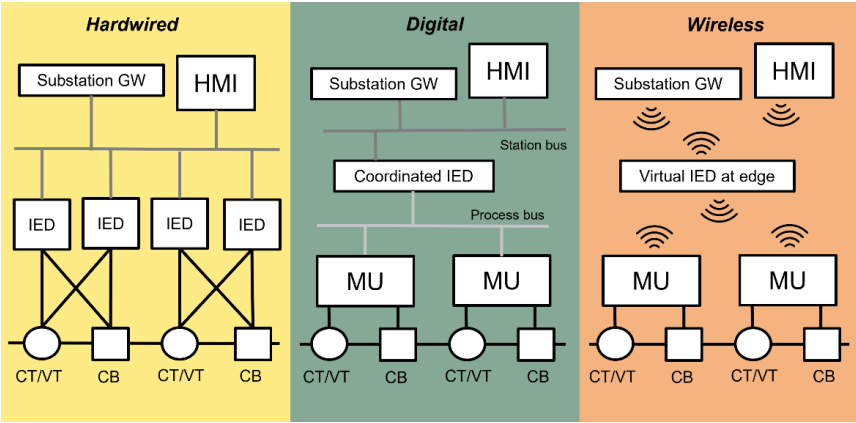 Hardwired
Substation GW
HMI
IED
IED
IED
IED
CT/VT
CB
CT/VT
CB
Digital
Substation GW
HMI
Station bus
Coordinated IED
Process bus
MU
MU
CT/VT
CB
CT/VT
CB
Wireless
Substation GW
HMI
Virtual IED at edge
MU
MU
CT/VT
CB
CT/VT
CB